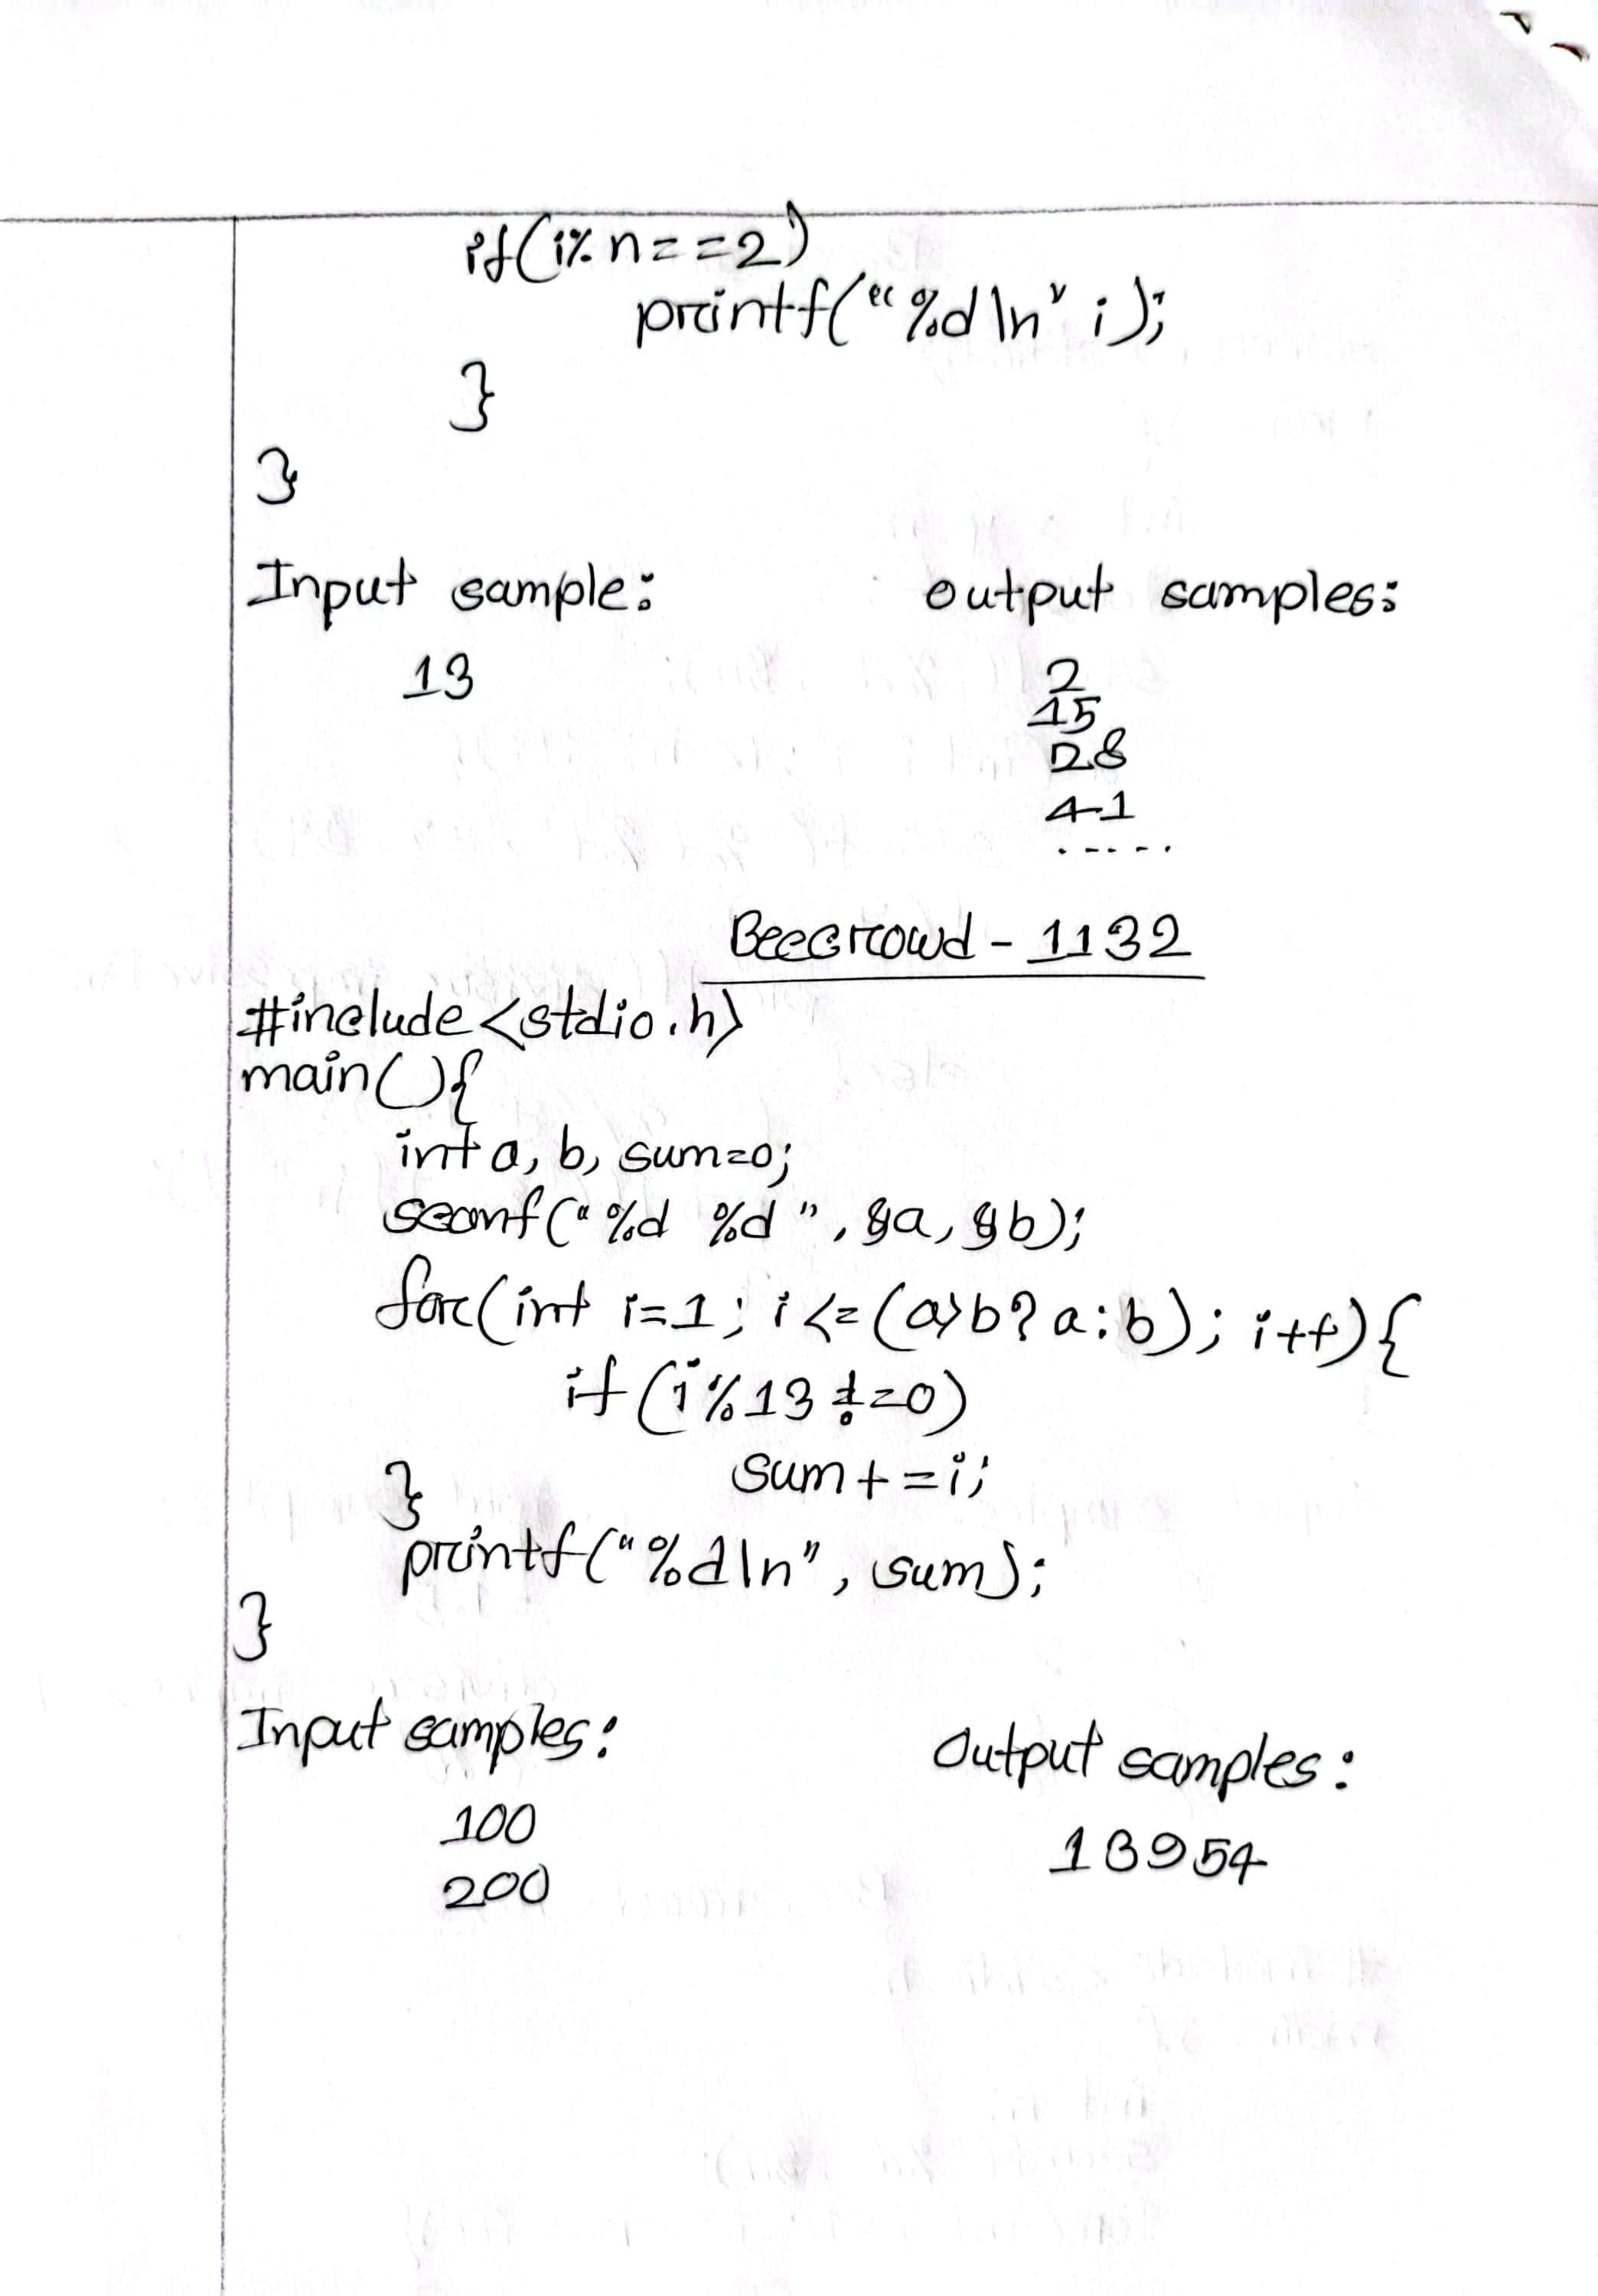 if(i%n==2)
printf("%d\n" i);
}
}
Input sample: output samples:
13 2
15
28
41
.....
Beecrowd - 1132
#include<stdio.h>
main(){
int a, b, sum=0;
scanf("%d %d", &a, &b);
for(int i=1; i<=(a>b?a:b); i++){
if(i%13!=0)
sum+=i;
}
printf("%d\n", sum);
}
Input samples: Output samples:
100 13954
200